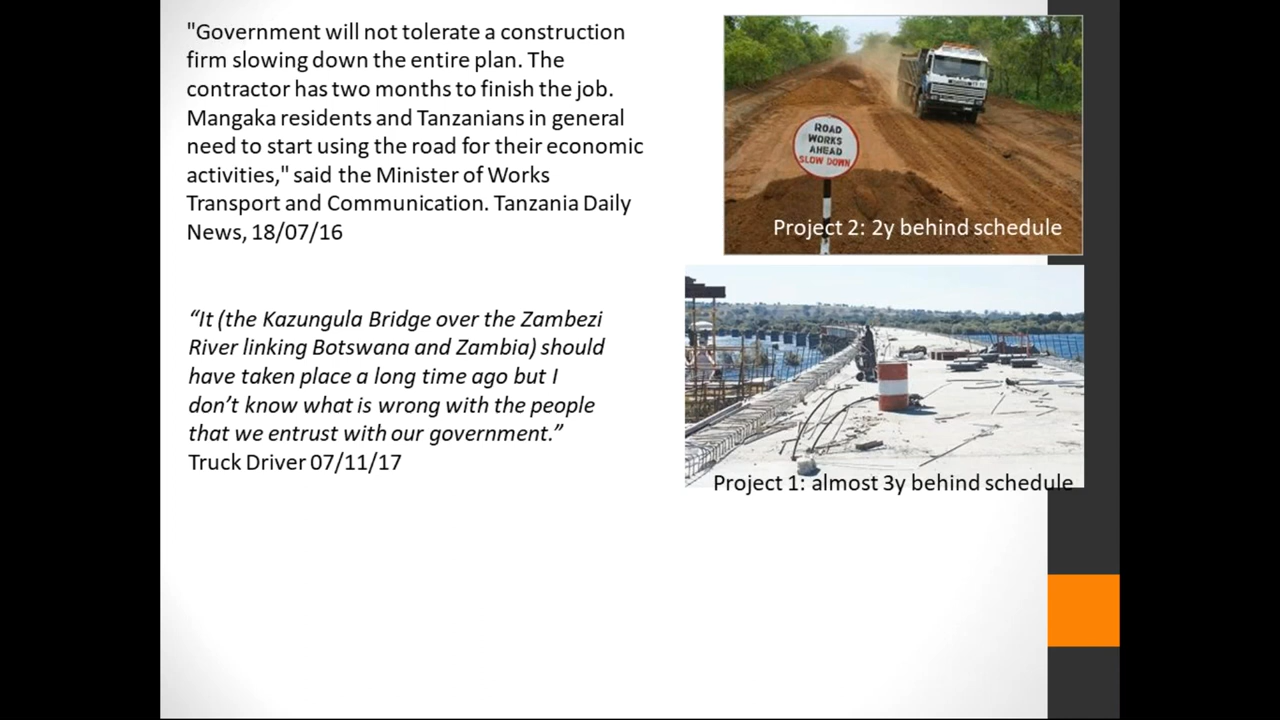 "Government will not tolerate a construction
firm slowing down the entire plan. The
contractor has two months to finish the job.
Mangaka residents and Tanzanians in general
need to start using the road for their economic
activities," said the Minister of Works
Transport and Communication. Tanzania Daily
News, 18/07/16
ROAD
WORKS
AHEAD
SLOW DOWN
Project 2: 2y behind schedule
“It (the Kazungula Bridge over the Zambezi
River linking Botswana and Zambia) should
have taken place a long time ago but I
don’t know what is wrong with the people
that we entrust with our government.”
Truck Driver 07/11/17
Project 1: almost 3y behind schedule